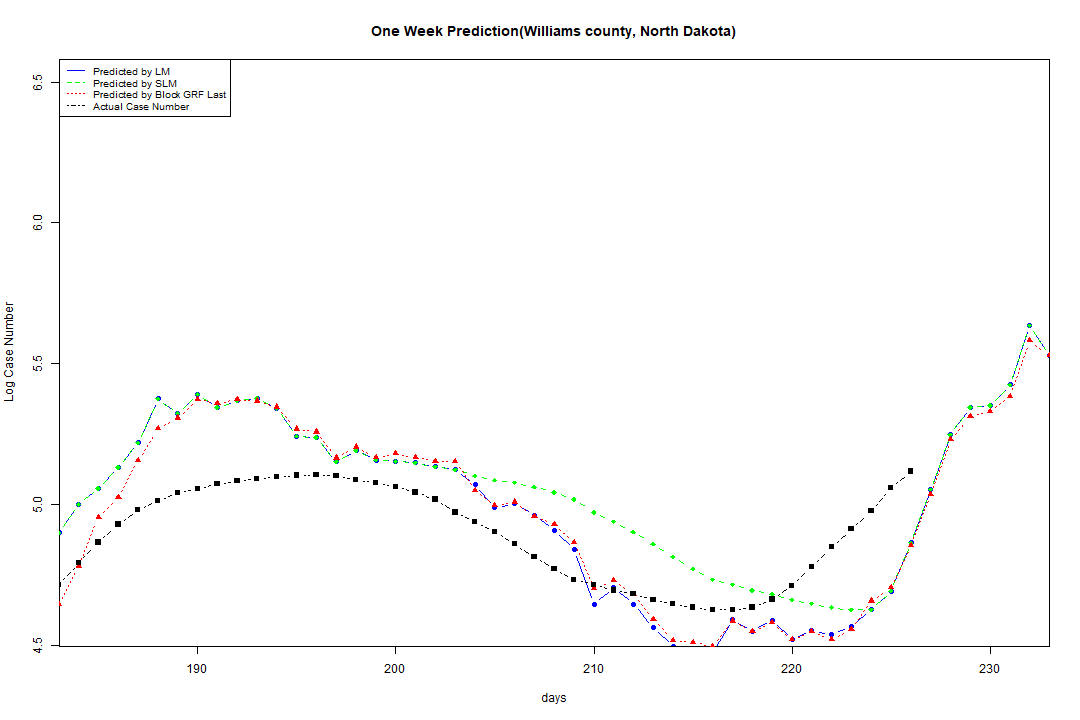 One Week Prediction(Williams county, North Dakota)
Predicted by LM
Predicted by SLM
Predicted by Block GRF Last
Actual Case Number
6.5
6.0
5.5
5.0
4.5
Log Case Number
190
200
210
220
230
days